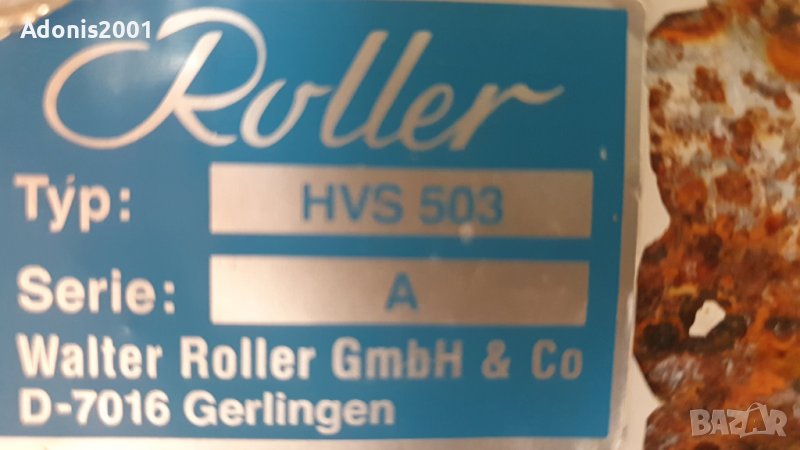 Adonis2001
Roller
Typ: HVS 503
Serie: A
Walter Roller GmbH & Co
D-7016 Gerlingen
BAZAR